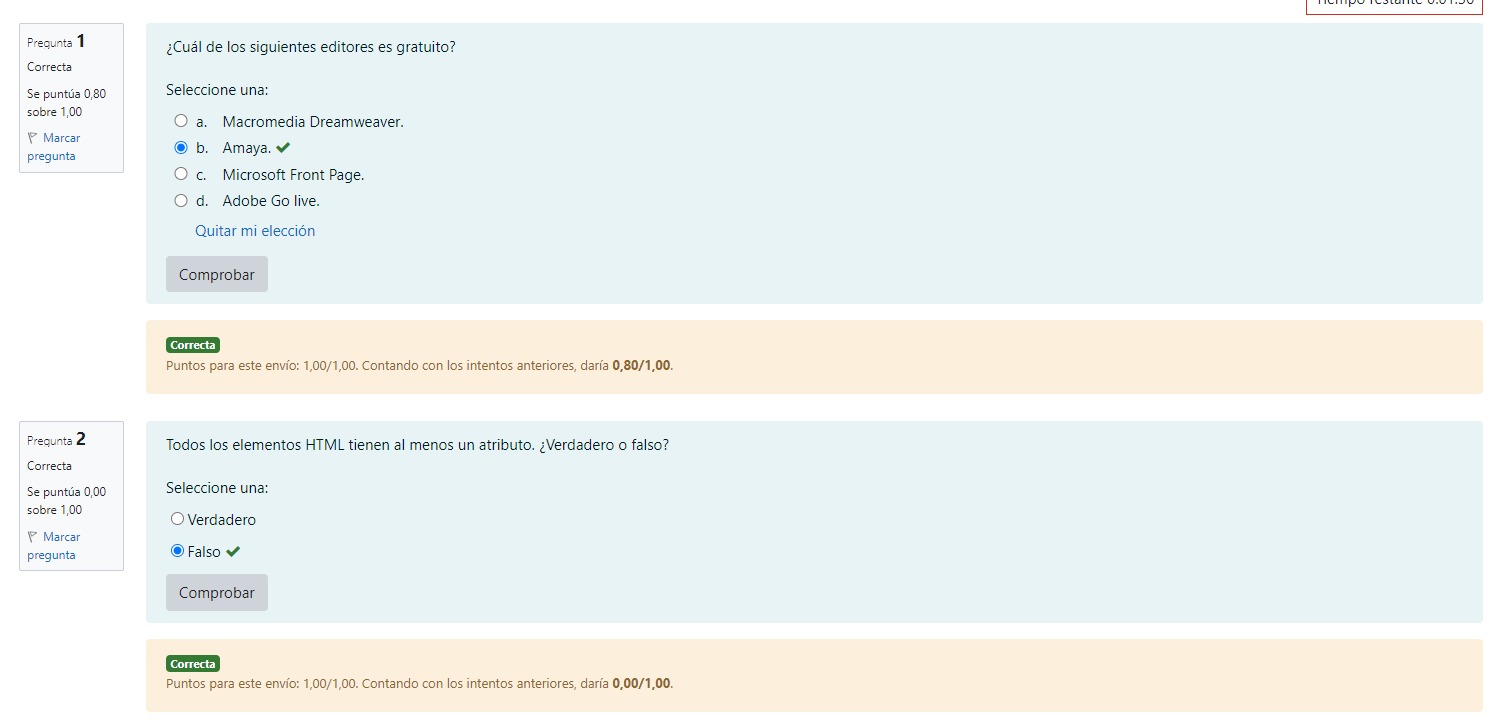 Tiempo restante 0:01:30
Pregunta 1
Correcta
Se puntúa 0,80
sobre 1,00
Marcar
pregunta
¿Cuál de los siguientes editores es gratuito?
Seleccione una:
a. Macromedia Dreamweaver.
b. Amaya.
c. Microsoft Front Page.
d. Adobe Go live.
Quitar mi elección
Comprobar
Correcta
Puntos para este envío: 1,00/1,00. Contando con los intentos anteriores, daría 0,80/1,00.
Pregunta 2
Correcta
Se puntúa 0,00
sobre 1,00
Marcar
pregunta
Todos los elementos HTML tienen al menos un atributo. ¿Verdadero o falso?
Seleccione una:
Verdadero
Falso
Comprobar
Correcta
Puntos para este envío: 1,00/1,00. Contando con los intentos anteriores, daría 0,00/1,00.